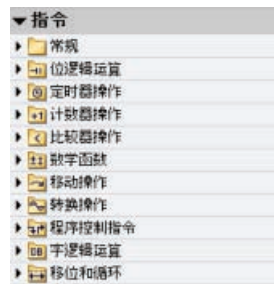 指令
常规
位逻辑运算
定时器操作
计数器操作
比较器操作
数学函数
移动操作
转换操作
程序控制指令
字逻辑运算
移位和循环